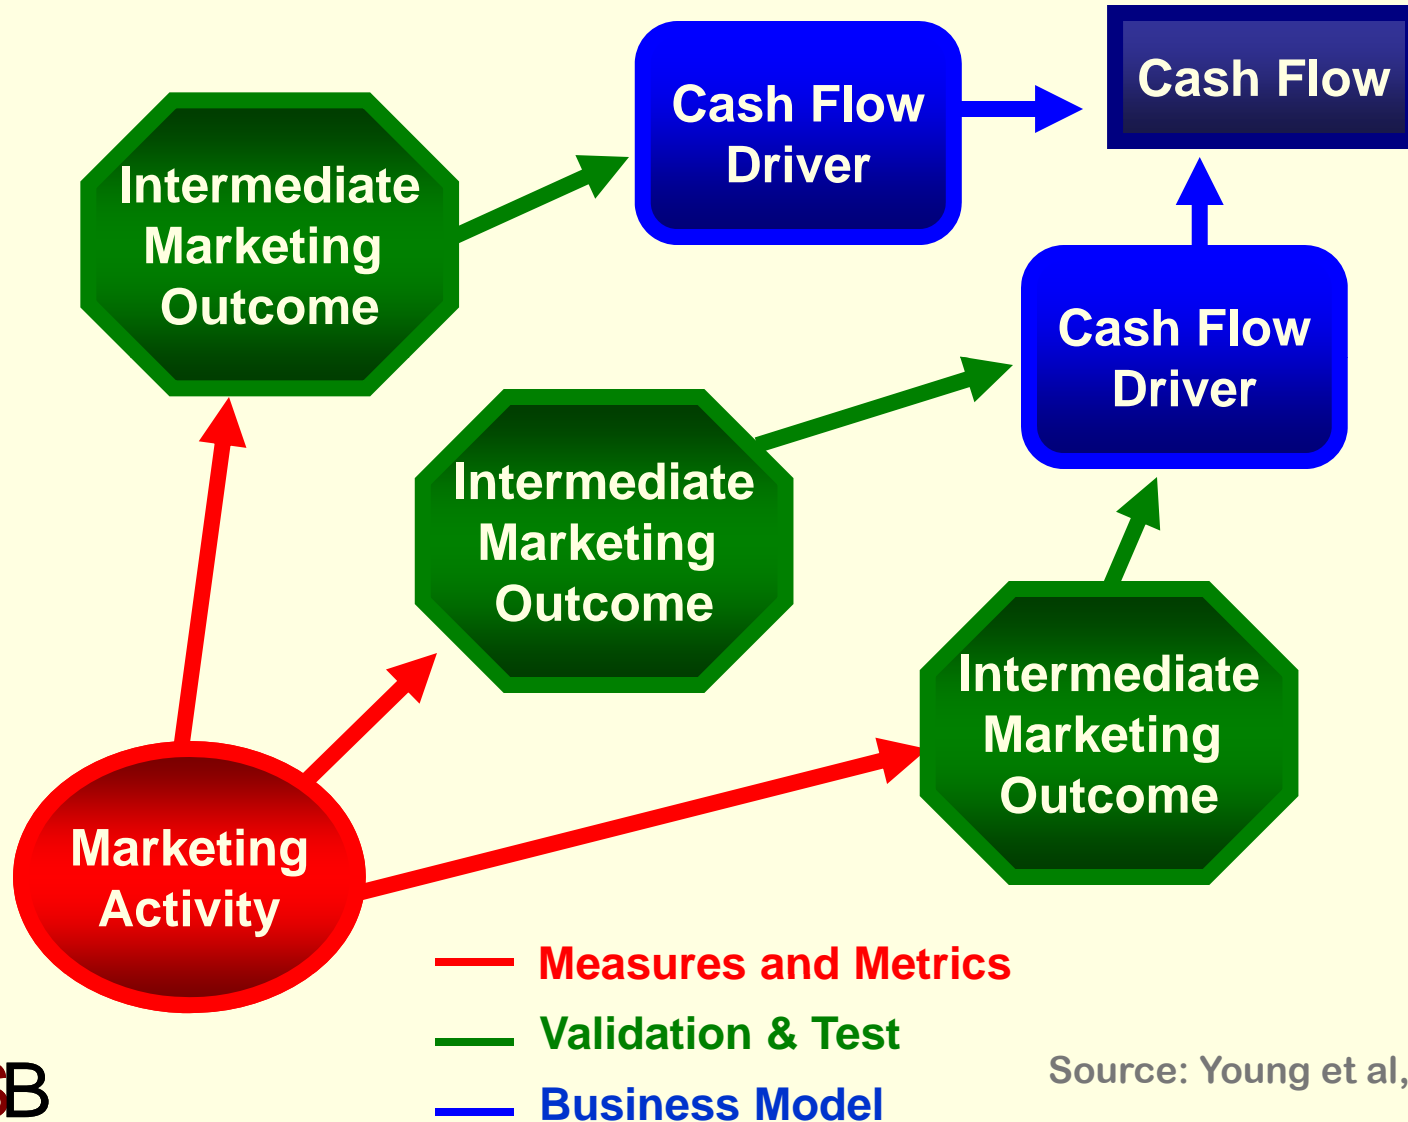 Cash Flow
Cash Flow
Driver
Intermediate
Marketing
Outcome
Cash Flow
Driver
Intermediate
Marketing
Outcome
Intermediate
Marketing
Outcome
Marketing
Activity
Measures and Metrics
Validation & Test
Business Model
Source: Young et al,
B